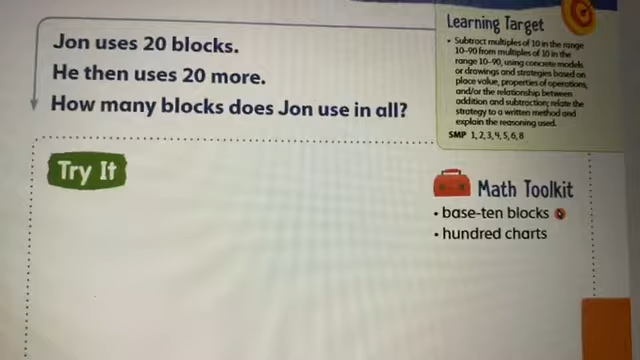 Jon uses 20 blocks.
He then uses 20 more.
How many blocks does Jon use in all?
Learning Target
• Subtract multiples of 10 in the range
10–90 from multiples of 10 in the
range 10–90, using concrete models
or drawings and strategies based on
place value, properties of operations,
and/or the relationship between
addition and subtraction; relate the
strategy to a written method and
explain the reasoning used.
SMP 1, 2, 3, 4, 5, 6, 8
Try It
Math Toolkit
• base-ten blocks
• hundred charts